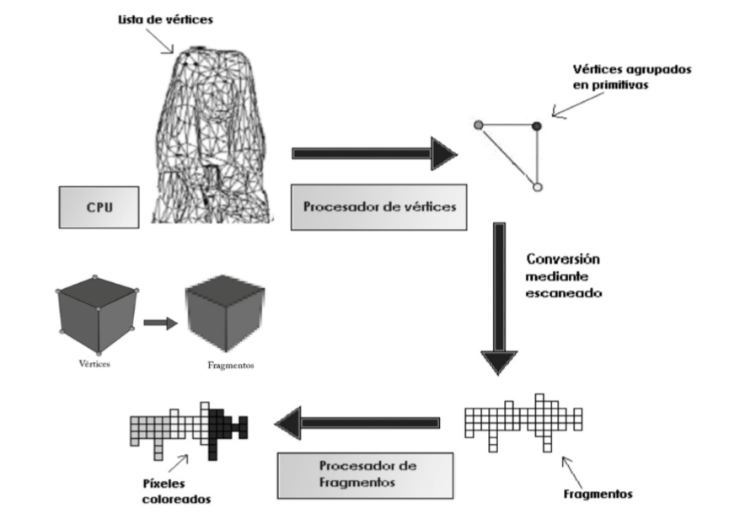 Lista de vértices
Vértices agrupados
en primitivas
CPU
Procesador de vértices
Conversión
mediante
escaneado
Vértices
Fragmentos
Procesador de
Fragmentos
Píxeles
coloreados
Fragmentos